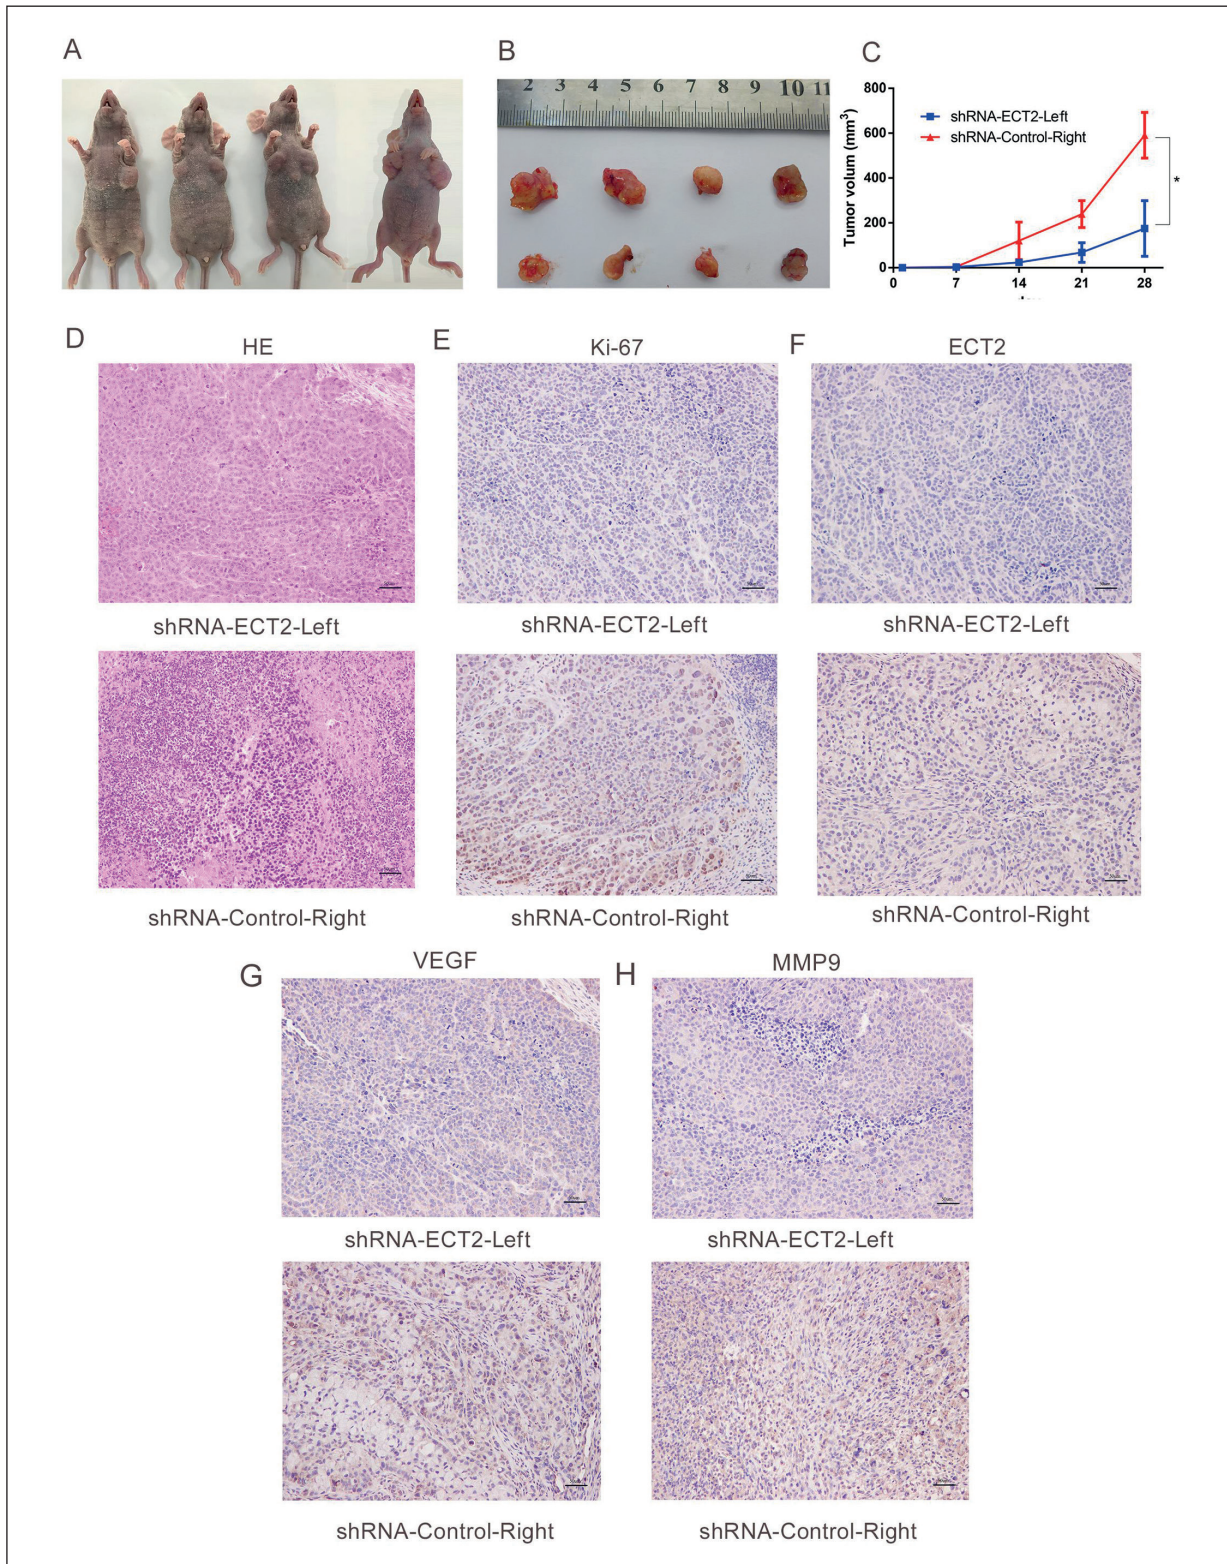 A
B
C
2 3 4 5 6 7 8 9 10 11
800
600
400
200
0
Tumor volum (mm³)
shRNA-ECT2-Left
shRNA-Control-Right
*
0 7 14 21 28
D
HE
E
Ki-67
F
ECT2
shRNA-ECT2-Left
shRNA-ECT2-Left
shRNA-ECT2-Left
shRNA-Control-Right
shRNA-Control-Right
shRNA-Control-Right
G
VEGF
H
MMP9
shRNA-ECT2-Left
shRNA-ECT2-Left
shRNA-Control-Right
shRNA-Control-Right